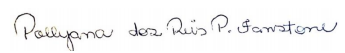 Pollyana dos Reis P. Fanstone